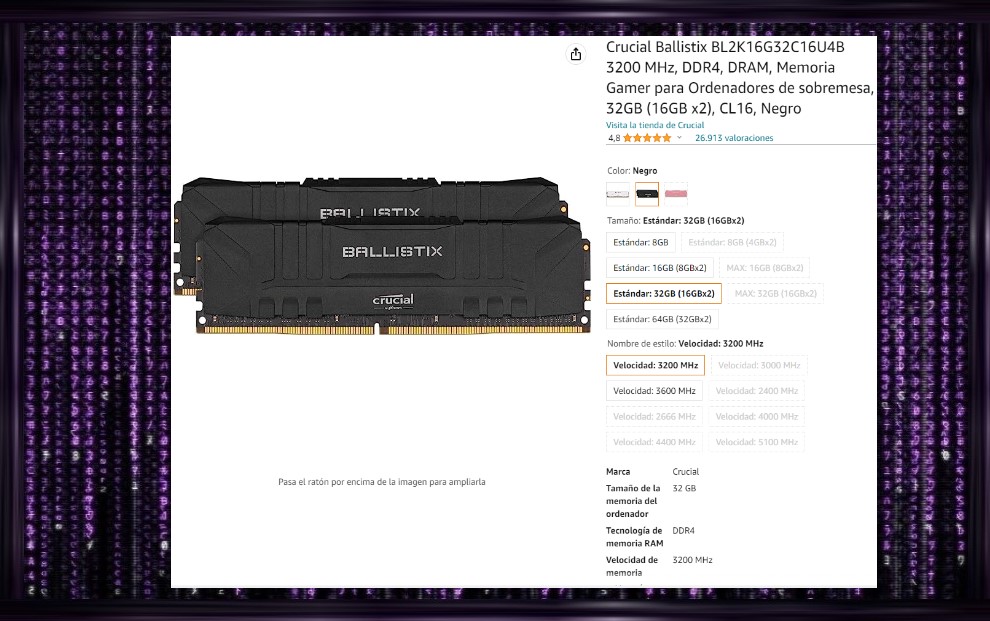 Crucial Ballistix BL2K16G32C16U4B
3200 MHz, DDR4, DRAM, Memoria
Gamer para Ordenadores de sobremesa,
32GB (16GB x2), CL16, Negro
Visita la tienda de Crucial
4,8 26.913 valoraciones
Color: Negro
Tamaño: Estándar: 32GB (16GBx2)
Estándar: 8GB Estándar: 8GB (4GBx2)
Estándar: 16GB (8GBx2) MAX: 16GB (8GBx2)
Estándar: 32GB (16GBx2) MAX: 32GB (16GBx2)
Estándar: 64GB (32GBx2)
Nombre de estilo: Velocidad: 3200 MHz
Velocidad: 3200 MHz Velocidad: 3000 MHz
Velocidad: 3600 MHz Velocidad: 2400 MHz
Velocidad: 2666 MHz Velocidad: 4000 MHz
Velocidad: 4400 MHz Velocidad: 5100 MHz
Marca Crucial
Tamaño de la 32 GB
memoria del
ordenador
Tecnología de DDR4
memoria RAM
Velocidad de 3200 MHz
memoria
BALLISTIX
BALLISTIX
crucial
Pasa el ratón por encima de la imagen para ampliarla